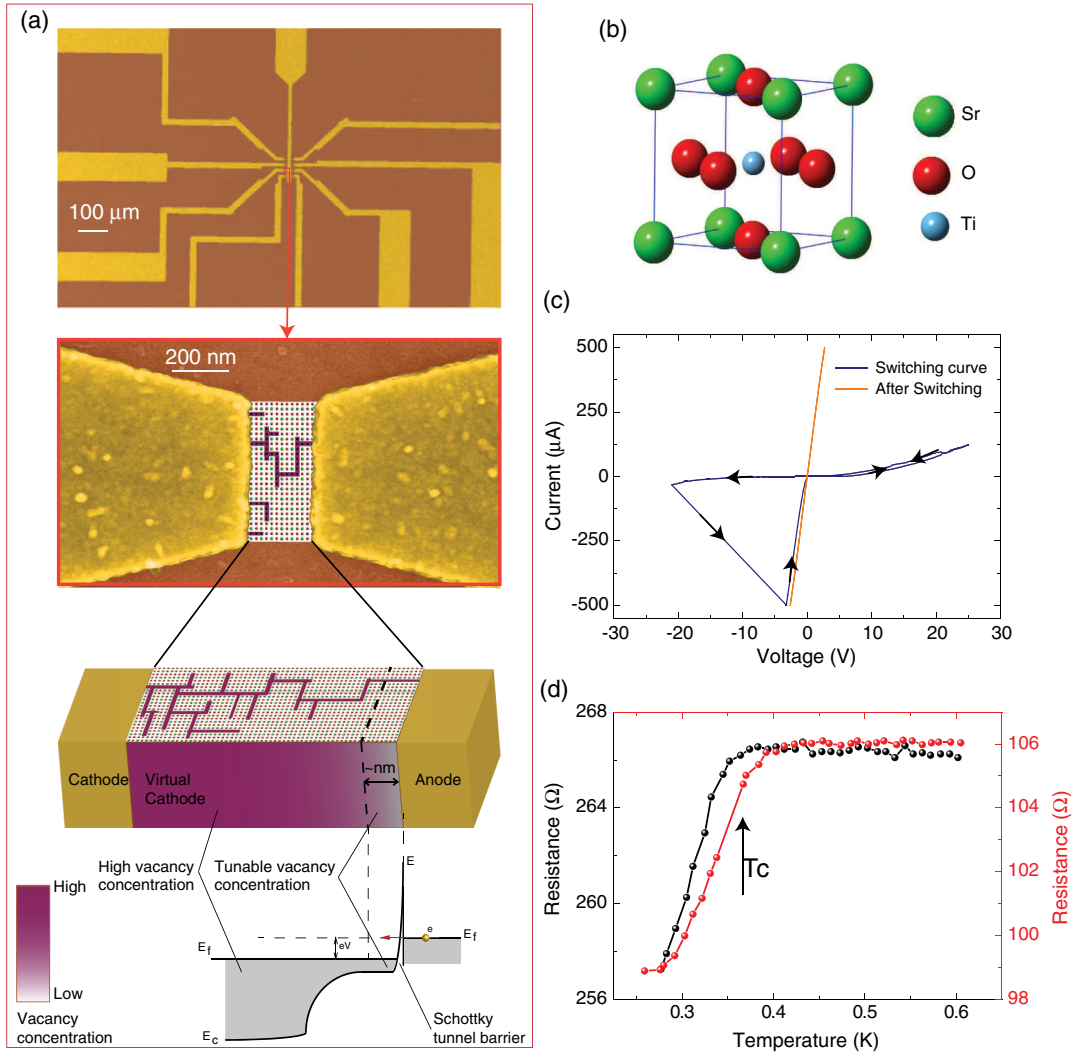 (a)
100 μm
200 nm
~nm
Cathode
Virtual
Cathode
Anode
High vacancy
concentration
Tunable vacancy
concentration
E
High
Low
Vacancy
concentration
E_f
eV
e
E_f
E_c
Schottky
tunnel barrier
(b)
Sr
O
Ti
(c)
Switching curve
After Switching
500
250
0
-250
-500
Current (μA)
-30
-20
-10
0
10
20
30
Voltage (V)
(d)
268
264
260
256
Resistance (Ω)
Tc
106
104
102
100
98
Resistance (Ω)
0.3
0.4
0.5
0.6
Temperature (K)